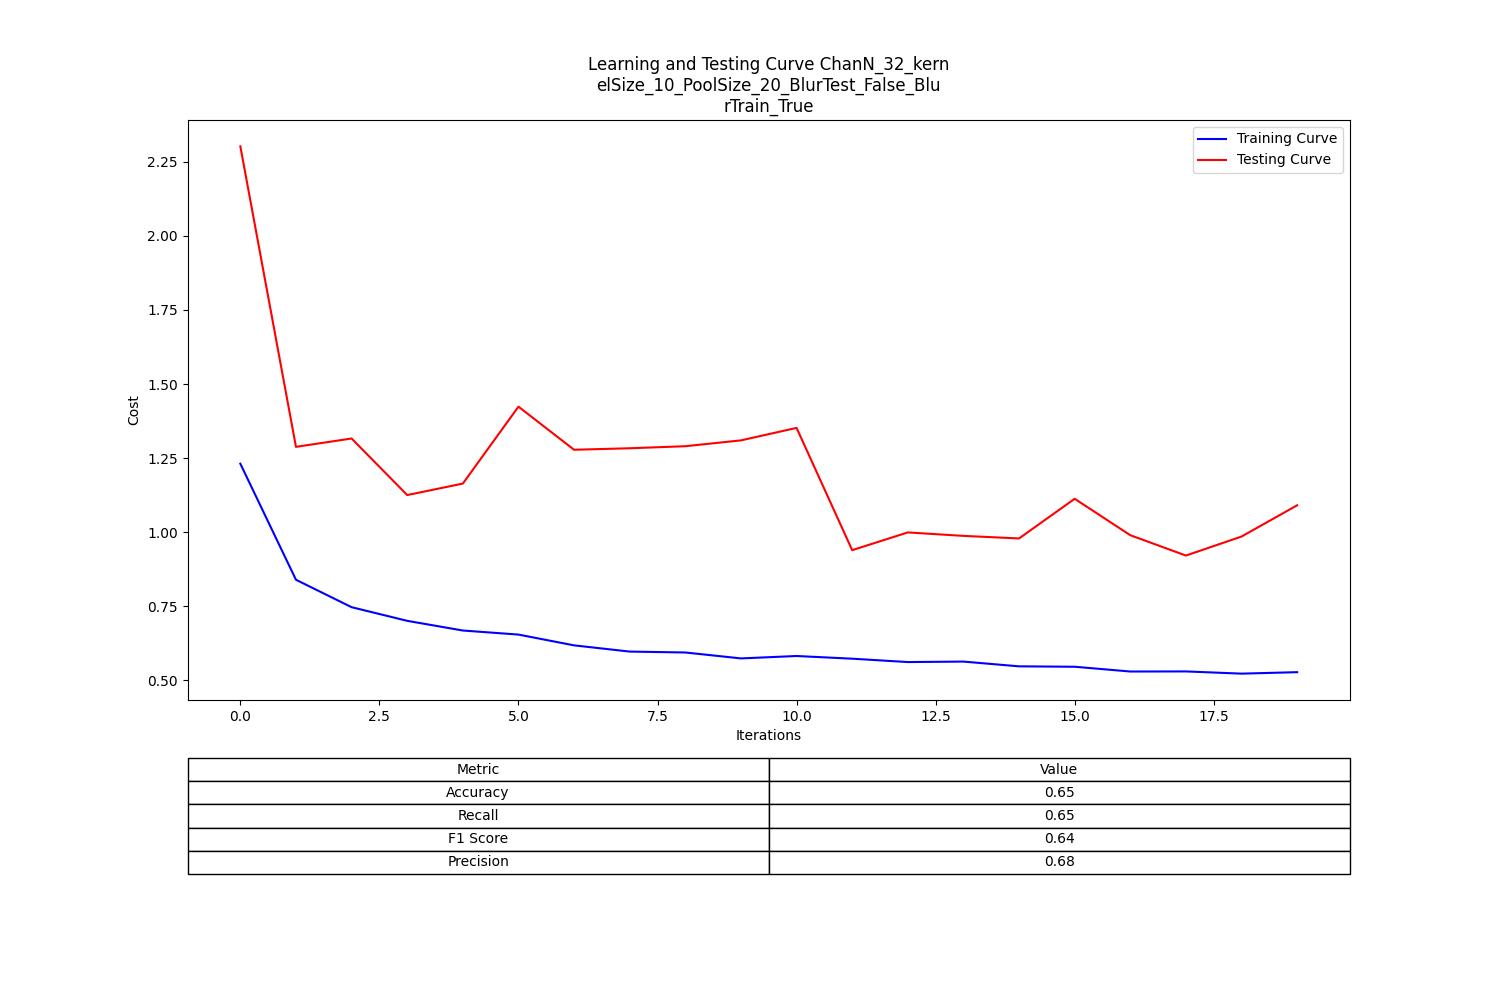 Learning and Testing Curve ChanN_32_kern
elSize_10_PoolSize_20_BlurTest_False_Blu
rTrain_True
Training Curve
Testing Curve
2.25
2.00
1.75
1.50
1.25
1.00
0.75
0.50
Cost
0.0 2.5 5.0 7.5 10.0 12.5 15.0 17.5
Iterations
Metric Value
Accuracy 0.65
Recall 0.65
F1 Score 0.64
Precision 0.68